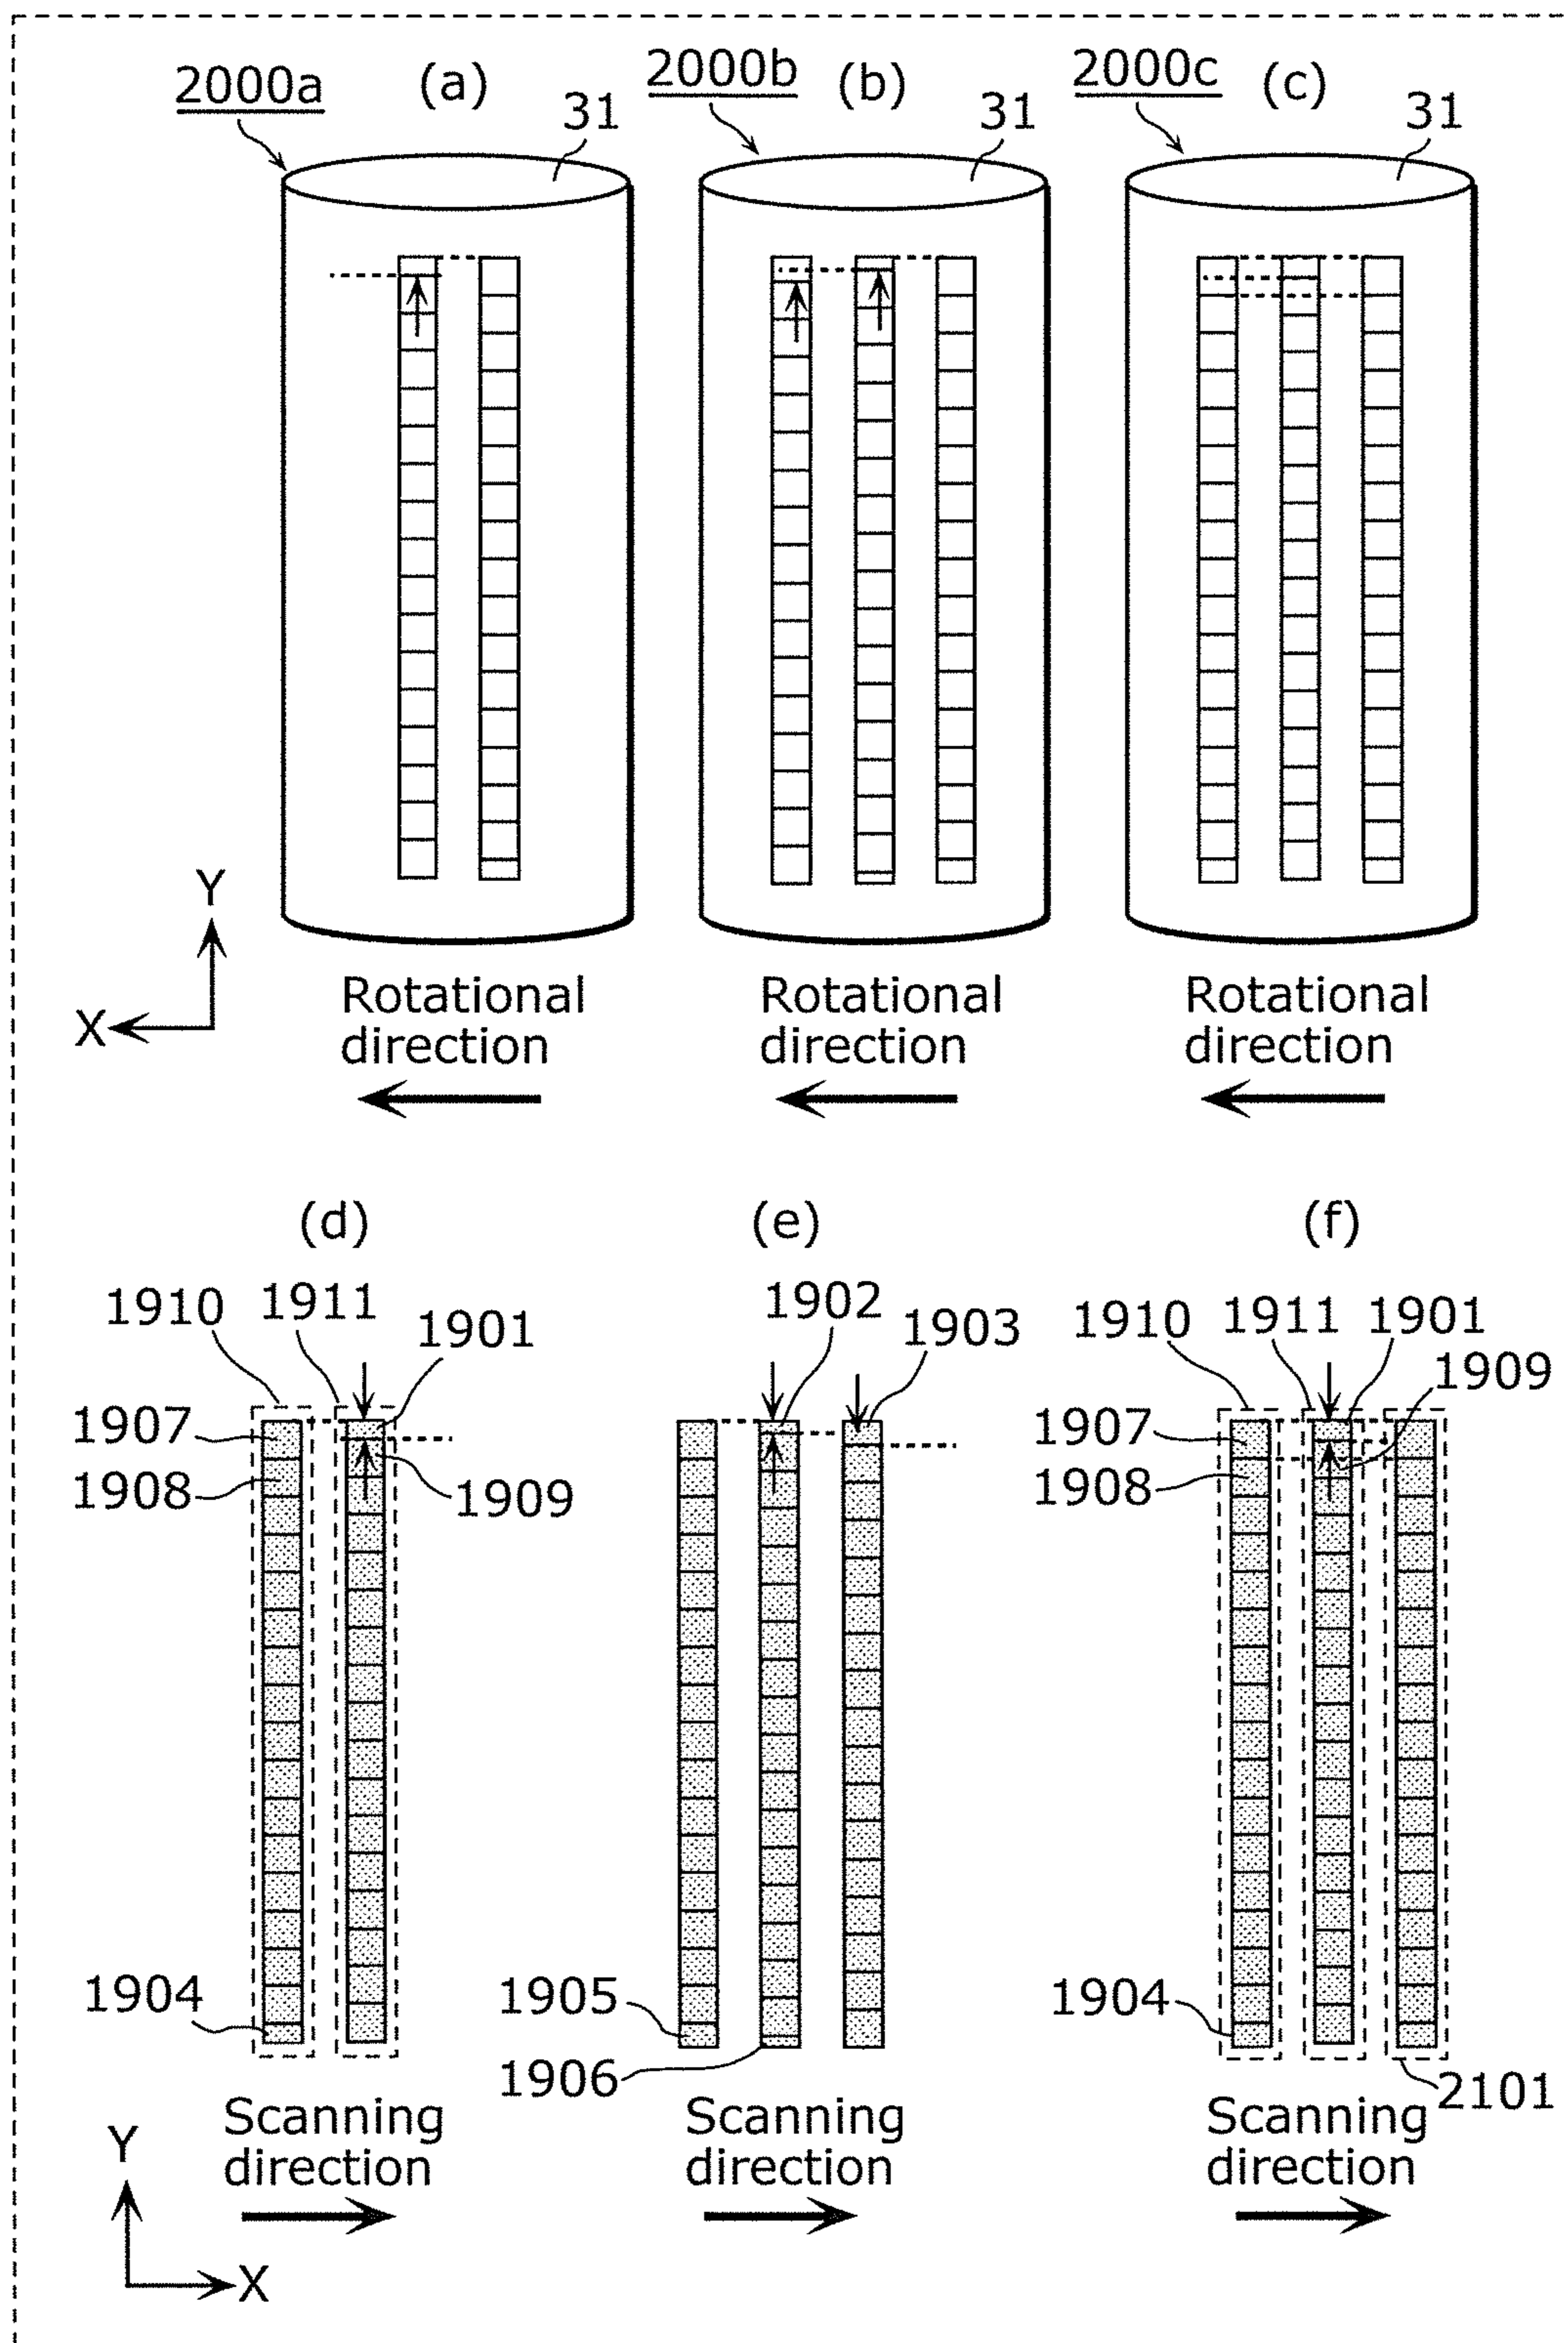 2000a (a) 2000b (b) 2000c (c)
31 31 31
Y
X
Rotational
direction
Rotational
direction
Rotational
direction
(d) (e) (f)
1910 1911 1901
1907
1908
1909
1904
1902 1903
1905
1906
1910 1911 1901
1909
1907
1908
1904
2101
Scanning
direction
Scanning
direction
Scanning
direction
Y
X